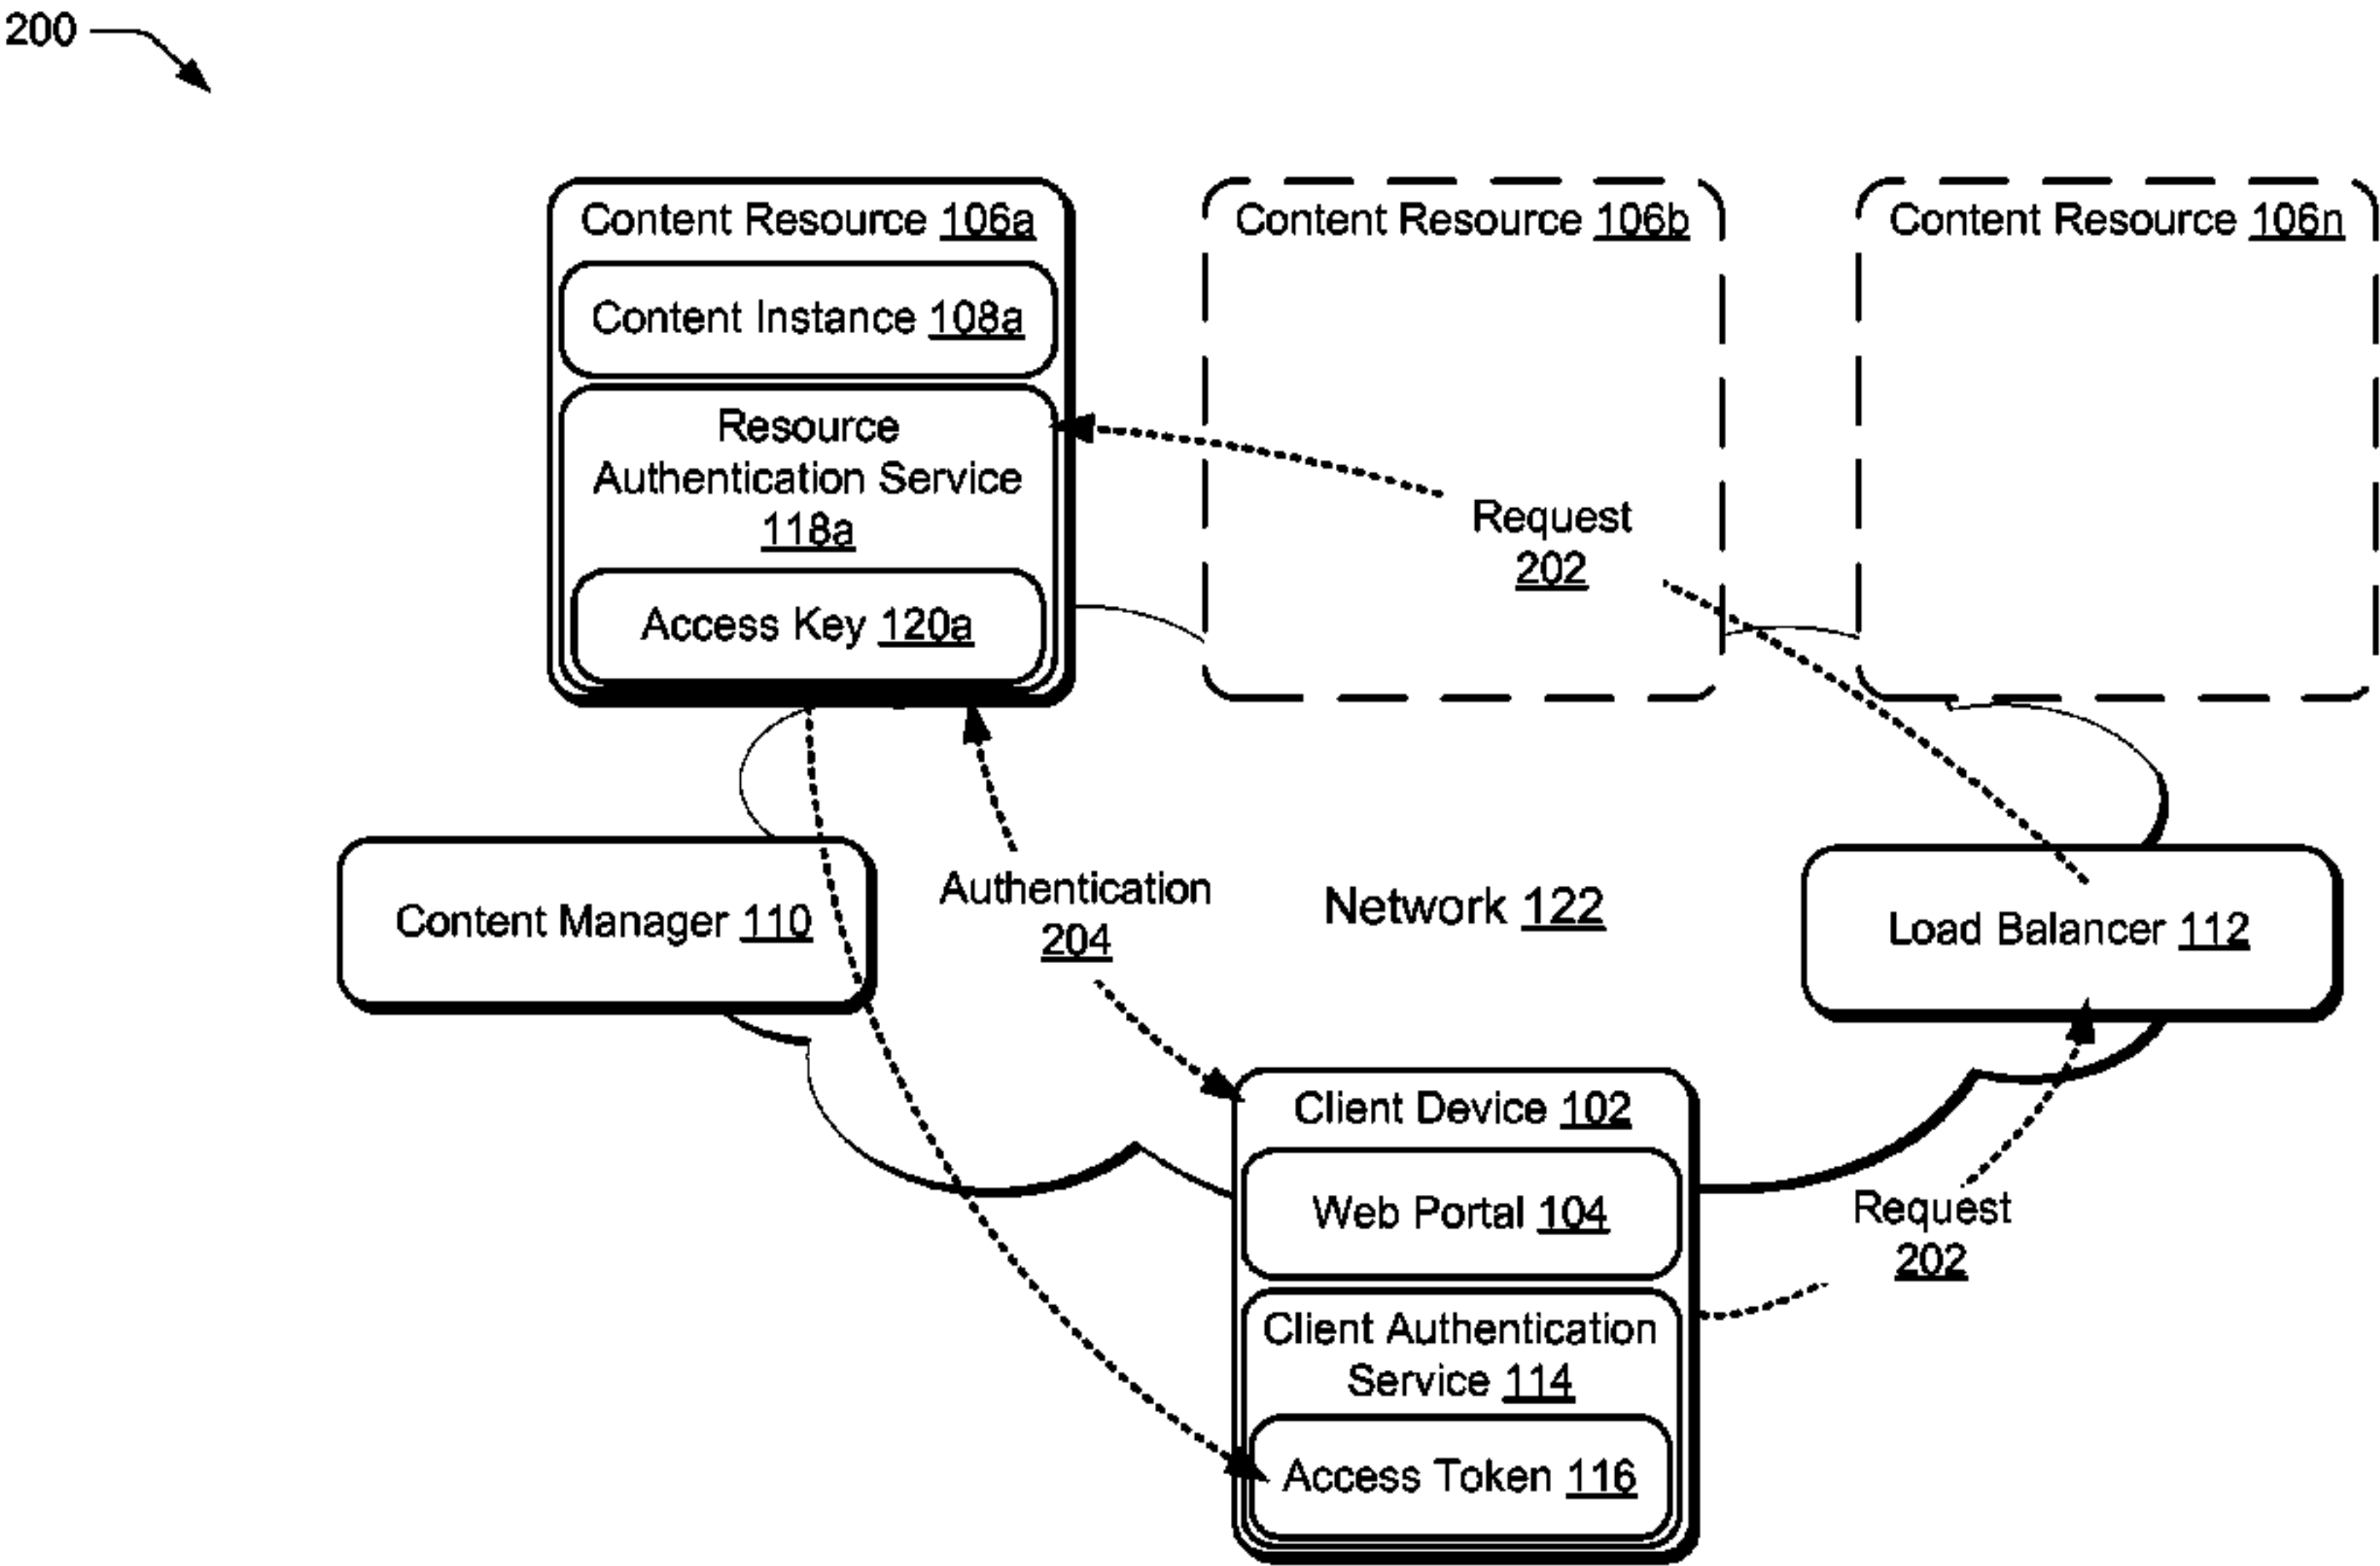 200
Content Resource 106a
Content Instance 108a
Resource
Authentication Service
118a
Access Key 120a
Content Resource 106b
Content Resource 106n
Request
202
Content Manager 110
Authentication
204
Network 122
Load Balancer 112
Client Device 102
Web Portal 104
Client Authentication
Service 114
Access Token 116
Request
202